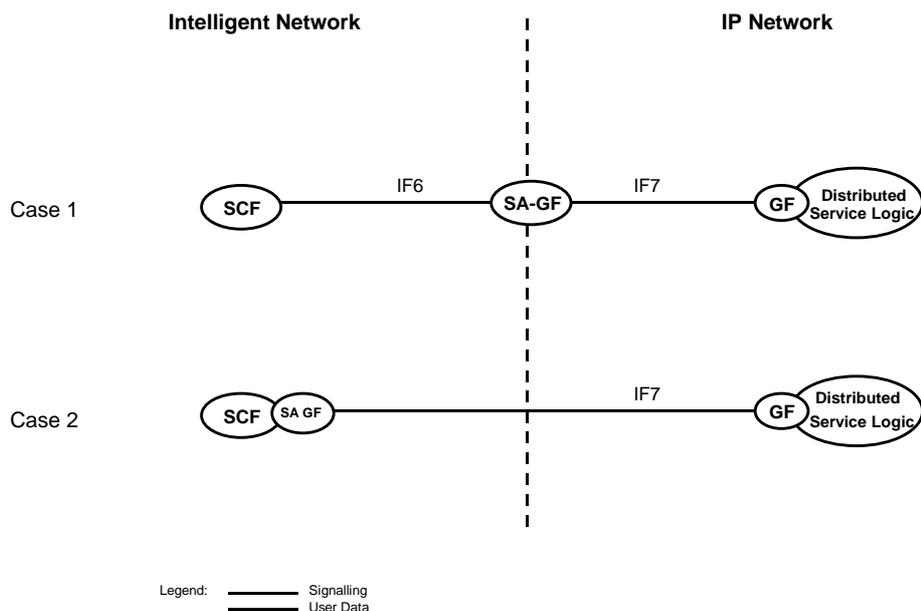 Intelligent Network
IP Network
Case 1
SCF
IF6
SA-GF
IF7
GF
Distributed
Service Logic
Case 2
SCF
SA GF
IF7
GF
Distributed
Service Logic
Legend:
Signalling
User Data